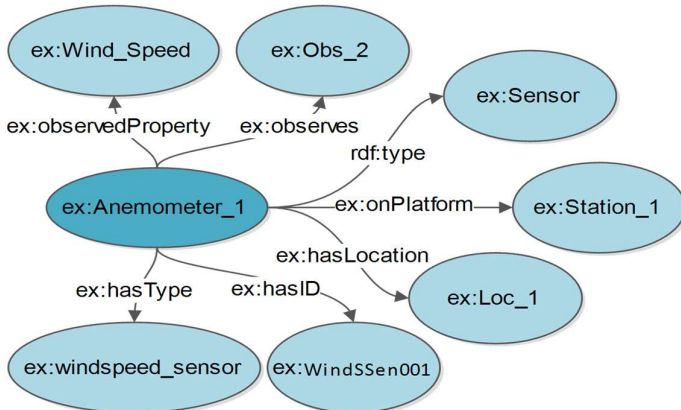 ex:Wind_Speed
ex:Obs_2
ex:Sensor
ex:observedProperty
ex:observes
rdf:type
ex:Anemometer_1
ex:onPlatform
ex:Station_1
ex:hasLocation
ex:hasType
ex:hasID
ex:Loc_1
ex:windspeed_sensor
ex:WindSSen001